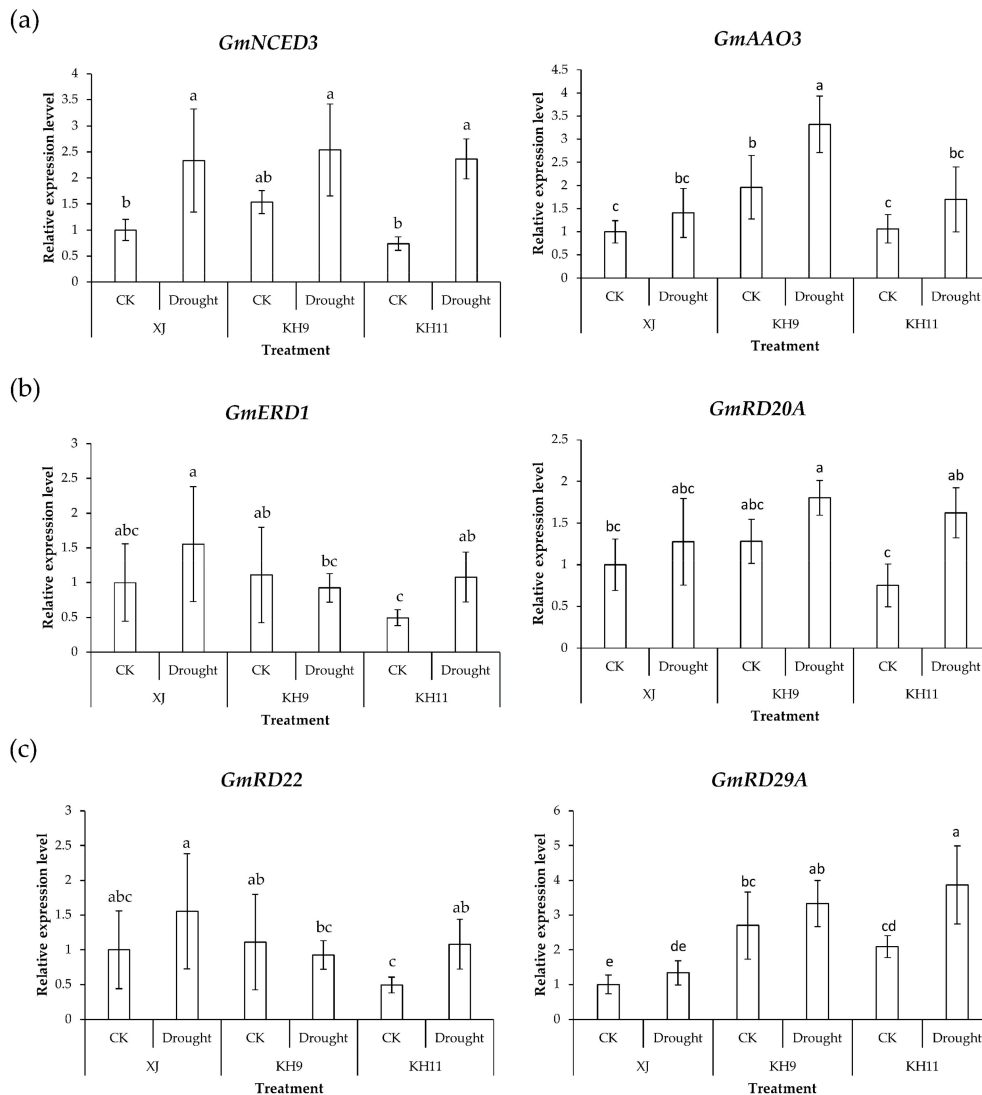 (a)
GmNCED3
Relative expression levvel
4
3.5
3
2.5
2
1.5
1
0.5
0
b
a
ab
a
b
a
CK Drought CK Drought CK Drought
XJ KH9 KH11
Treatment
GmAAO3
Relative expression level
4.5
4
3.5
3
2.5
2
1.5
1
0.5
0
c
bc
b
a
c
bc
CK Drought CK Drought CK Drought
XJ KH9 KH11
Treatment
(b)
GmERD1
Relative expression level
3
2.5
2
1.5
1
0.5
0
abc
a
ab
bc
c
ab
CK Drought CK Drought CK Drought
XJ KH9 KH11
Treatment
GmRD20A
Relative expression level
2.5
2
1.5
1
0.5
0
bc
abc
abc
a
c
ab
CK Drought CK Drought CK Drought
XJ KH9 KH11
Treatment
(c)
GmRD22
Relative expression level
3
2.5
2
1.5
1
0.5
0
abc
a
ab
bc
c
ab
CK Drought CK Drought CK Drought
XJ KH9 KH11
Treatment
GmRD29A
Relative expression level
6
5
4
3
2
1
0
e
de
bc
ab
cd
a
CK Drought CK Drought CK Drought
XJ KH9 KH11
Treatment